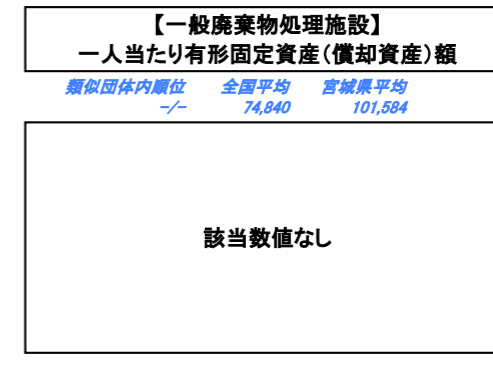 【一般廃棄物処理施設】
一人当たり有形固定資産(償却資産)額
類似団体内順位 全国平均 宮城県平均
-/- 74,840 101,584
該当数値なし